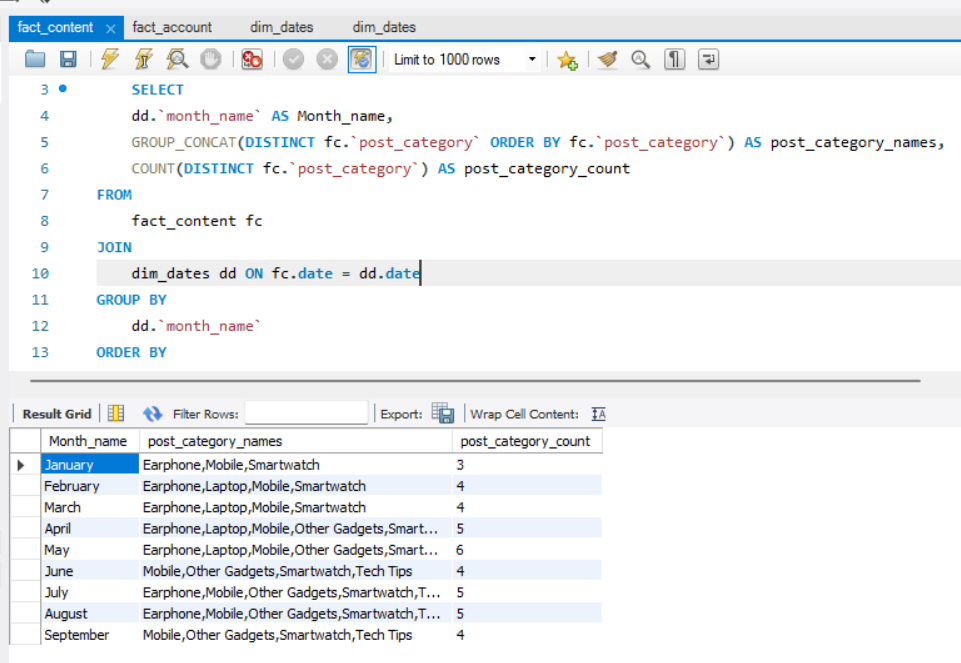 fact_content fact_account dim_dates dim_dates
Limit to 1000 rows
3 SELECT
4 dd.`month_name` AS Month_name,
5 GROUP_CONCAT(DISTINCT fc.`post_category` ORDER BY fc.`post_category`) AS post_category_names,
6 COUNT(DISTINCT fc.`post_category`) AS post_category_count
7 FROM
8 fact_content fc
9 JOIN
10 dim_dates dd ON fc.date = dd.date
11 GROUP BY
12 dd.`month_name`
13 ORDER BY
Result Grid Filter Rows: Export: Wrap Cell Content:
Month_name post_category_names post_category_count
January Earphone,Mobile,Smartwatch 3
February Earphone,Laptop,Mobile,Smartwatch 4
March Earphone,Laptop,Mobile,Smartwatch 4
April Earphone,Laptop,Mobile,Other Gadgets,Smart... 5
May Earphone,Laptop,Mobile,Other Gadgets,Smart... 6
June Mobile,Other Gadgets,Smartwatch,Tech Tips 4
July Earphone,Mobile,Other Gadgets,Smartwatch,T... 5
August Earphone,Mobile,Other Gadgets,Smartwatch,T... 5
September Mobile,Other Gadgets,Smartwatch,Tech Tips 4